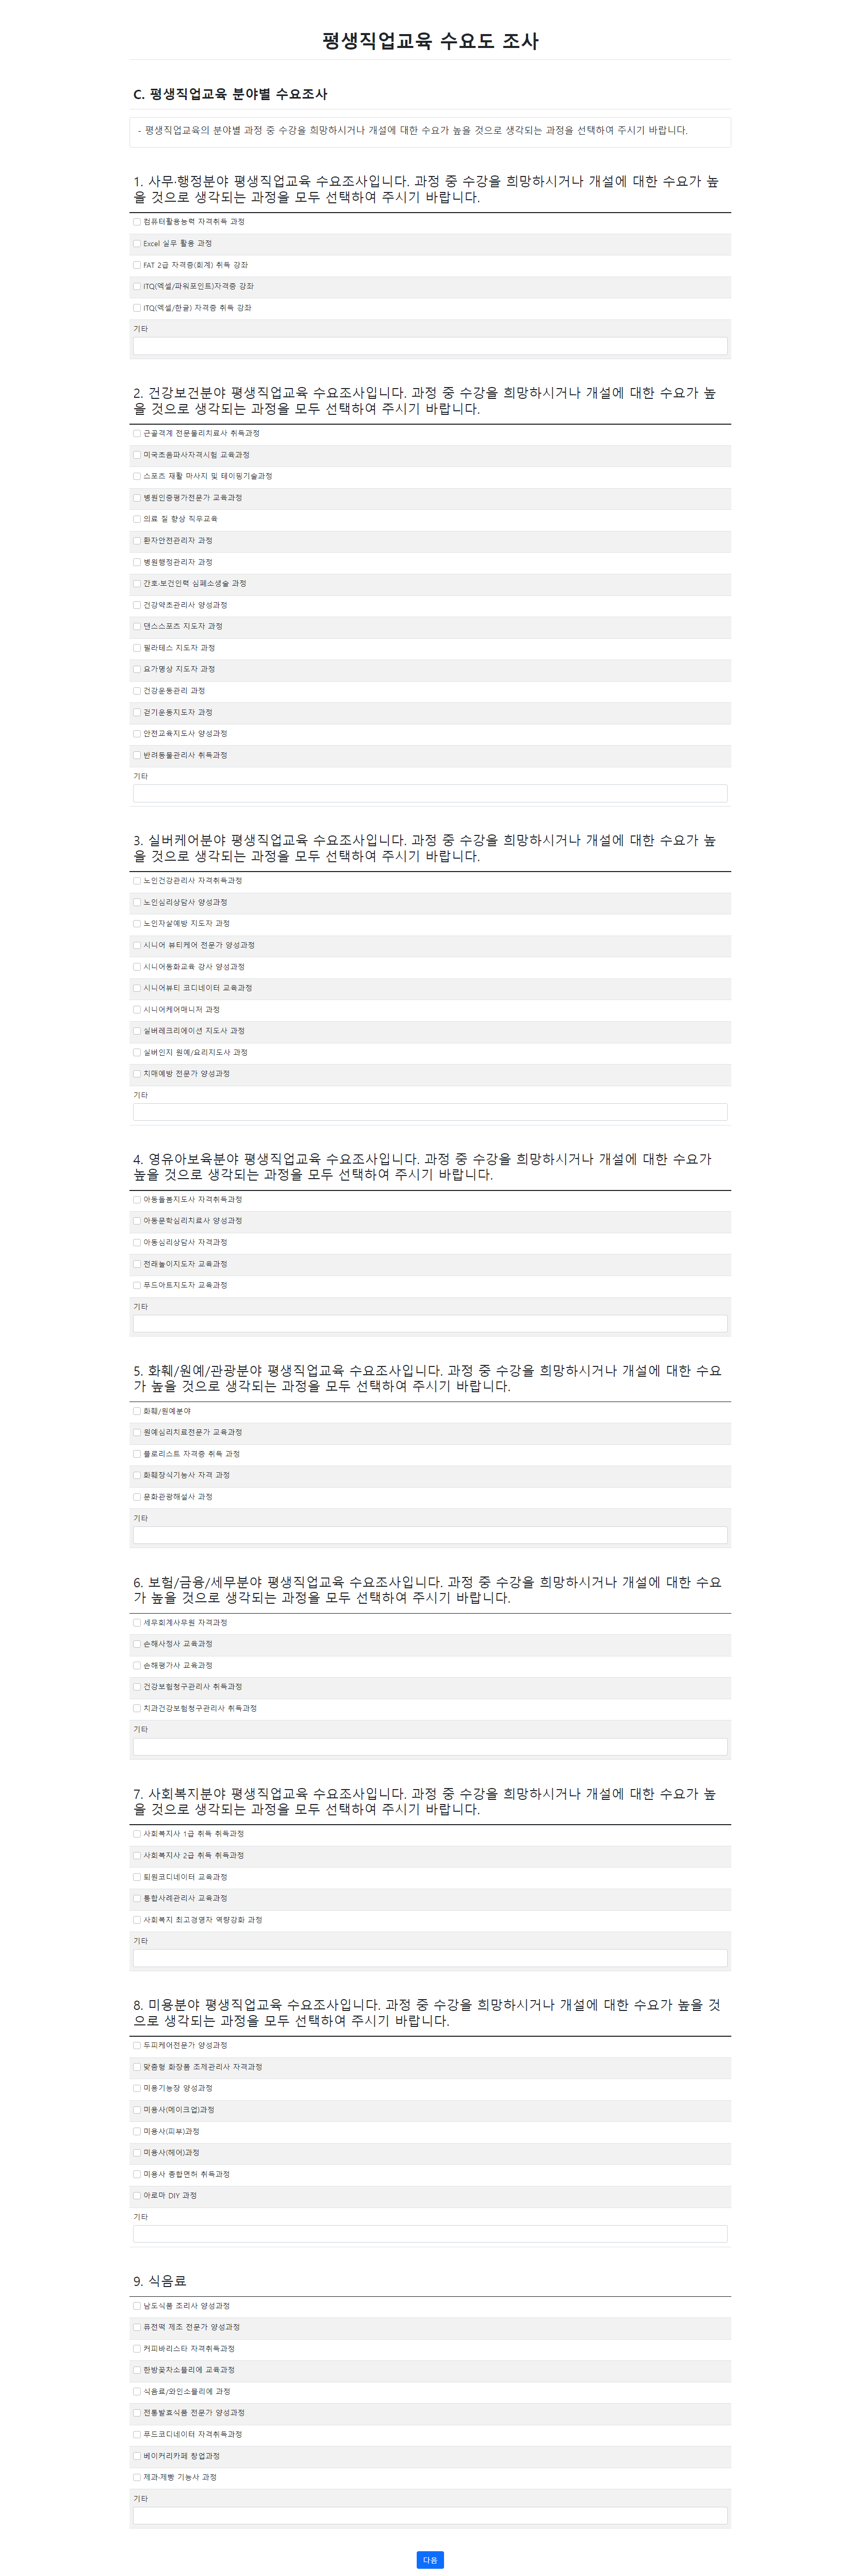 평생직업교육 수요도 조사
C. 평생직업교육 분야별 수요조사
- 평생직업교육의 분야별 과정 중 수강을 희망하시거나 개설에 대한 수요가 높을 것으로 생각되는 과정을 선택하여 주시기 바랍니다.
1. 사무·행정분야 평생직업교육 수요조사입니다. 과정 중 수강을 희망하시거나 개설에 대한 수요가 높
을 것으로 생각되는 과정을 모두 선택하여 주시기 바랍니다.
컴퓨터활용능력 자격취득 과정
Excel 실무 활용 과정
FAT 2급 자격증(회계) 취득 강좌
ITQ(엑셀/파워포인트)자격증 강좌
ITQ(엑셀/한글) 자격증 취득 강좌
기타
2. 건강보건분야 평생직업교육 수요조사입니다. 과정 중 수강을 희망하시거나 개설에 대한 수요가 높
을 것으로 생각되는 과정을 모두 선택하여 주시기 바랍니다.
근골격계 전문물리치료사 취득과정
미국초음파사자격시험 교육과정
스포츠 재활 마사지 및 테이핑기술과정
병원인증평가전문가 교육과정
의료 질 향상 직무교육
환자안전관리자 과정
병원행정관리자 과정
간호·보건인력 심폐소생술 과정
건강약초관리사 양성과정
댄스스포츠 지도자 과정
필라테스 지도자 과정
요가명상 지도자 과정
건강운동관리 과정
걷기운동지도자 과정
안전교육지도사 양성과정
반려동물관리사 취득과정
기타
3. 실버케어분야 평생직업교육 수요조사입니다. 과정 중 수강을 희망하시거나 개설에 대한 수요가 높
을 것으로 생각되는 과정을 모두 선택하여 주시기 바랍니다.
노인건강관리사 자격취득과정
노인심리상담사 양성과정
노인자살예방 지도자 과정
시니어 뷰티케어 전문가 양성과정
시니어동화교육 강사 양성과정
시니어뷰티 코디네이터 교육과정
시니어케어매니저 과정
실버레크리에이션 지도사 과정
실버인지 원예/요리지도사 과정
치매예방 전문가 양성과정
기타
4. 영유아보육분야 평생직업교육 수요조사입니다. 과정 중 수강을 희망하시거나 개설에 대한 수요가
높을 것으로 생각되는 과정을 모두 선택하여 주시기 바랍니다.
아동돌봄지도사 자격취득과정
아동문학심리치료사 양성과정
아동심리상담사 자격과정
전래놀이지도자 교육과정
푸드아트지도자 교육과정
기타
5. 화훼/원예/관광분야 평생직업교육 수요조사입니다. 과정 중 수강을 희망하시거나 개설에 대한 수요
가 높을 것으로 생각되는 과정을 모두 선택하여 주시기 바랍니다.
화훼/원예분야
원예심리치료전문가 교육과정
플로리스트 자격증 취득 과정
화훼장식기능사 자격 과정
문화관광해설사 과정
기타
6. 보험/금융/세무분야 평생직업교육 수요조사입니다. 과정 중 수강을 희망하시거나 개설에 대한 수요
가 높을 것으로 생각되는 과정을 모두 선택하여 주시기 바랍니다.
세무회계사무원 자격과정
손해사정사 교육과정
손해평가사 교육과정
건강보험청구관리사 취득과정
치과건강보험청구관리사 취득과정
기타
7. 사회복지분야 평생직업교육 수요조사입니다. 과정 중 수강을 희망하시거나 개설에 대한 수요가 높
을 것으로 생각되는 과정을 모두 선택하여 주시기 바랍니다.
사회복지사 1급 취득 취득과정
사회복지사 2급 취득 취득과정
퇴원코디네이터 교육과정
통합사례관리사 교육과정
사회복지 최고경영자 역량강화 과정
기타
8. 미용분야 평생직업교육 수요조사입니다. 과정 중 수강을 희망하시거나 개설에 대한 수요가 높을 것
으로 생각되는 과정을 모두 선택하여 주시기 바랍니다.
두피케어전문가 양성과정
맞춤형 화장품 조제관리사 자격과정
미용기능장 양성과정
미용사(메이크업)과정
미용사(피부)과정
미용사(헤어)과정
미용사 종합면허 취득과정
아로마 DIY 과정
기타
9. 식음료
남도식품 조리사 양성과정
퓨전떡 제조 전문가 양성과정
커피바리스타 자격취득과정
한방꽃차소믈리에 교육과정
식음료/와인소믈리에 과정
전통발효식품 전문가 양성과정
푸드코디네이터 자격취득과정
베이커리카페 창업과정
제과·제빵 기능사 과정
기타
다음